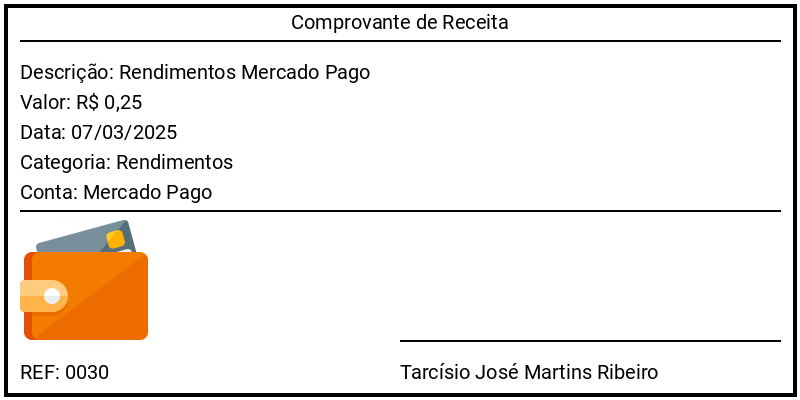 Comprovante de Receita
Descrição: Rendimentos Mercado Pago
Valor: R$ 0,25
Data: 07/03/2025
Categoria: Rendimentos
Conta: Mercado Pago
REF: 0030
Tarcísio José Martins Ribeiro